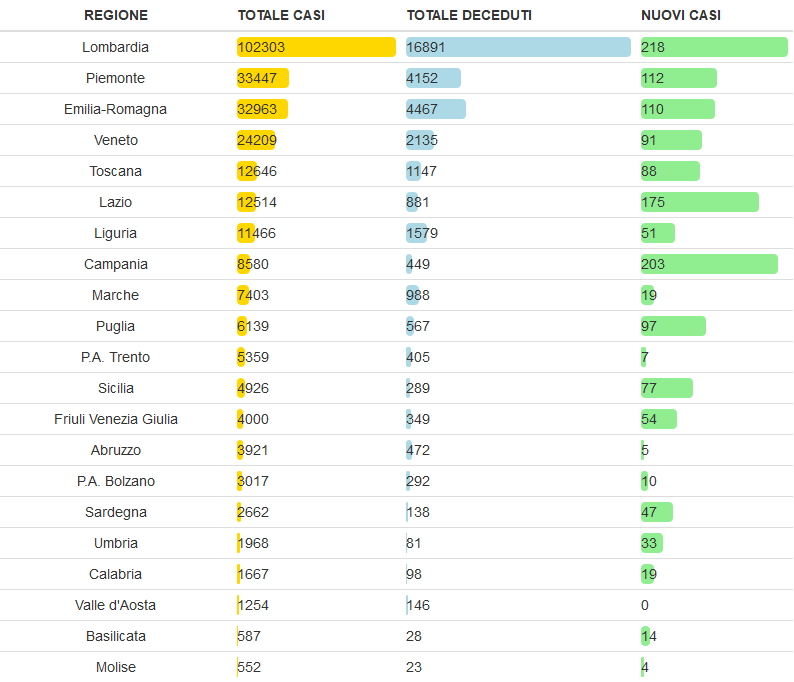 REGIONE TOTALE CASI TOTALE DECEDUTI NUOVI CASI
Lombardia 102303 16891 218
Piemonte 33447 4152 112
Emilia-Romagna 32963 4467 110
Veneto 24209 2135 91
Toscana 12646 1147 88
Lazio 12514 881 175
Liguria 11466 1579 51
Campania 8580 449 203
Marche 7403 988 19
Puglia 6139 567 97
P.A. Trento 5359 405 7
Sicilia 4926 289 77
Friuli Venezia Giulia 4000 349 54
Abruzzo 3921 472 5
P.A. Bolzano 3017 292 10
Sardegna 2662 138 47
Umbria 1968 81 33
Calabria 1667 98 19
Valle d'Aosta 1254 146 0
Basilicata 587 28 14
Molise 552 23 4